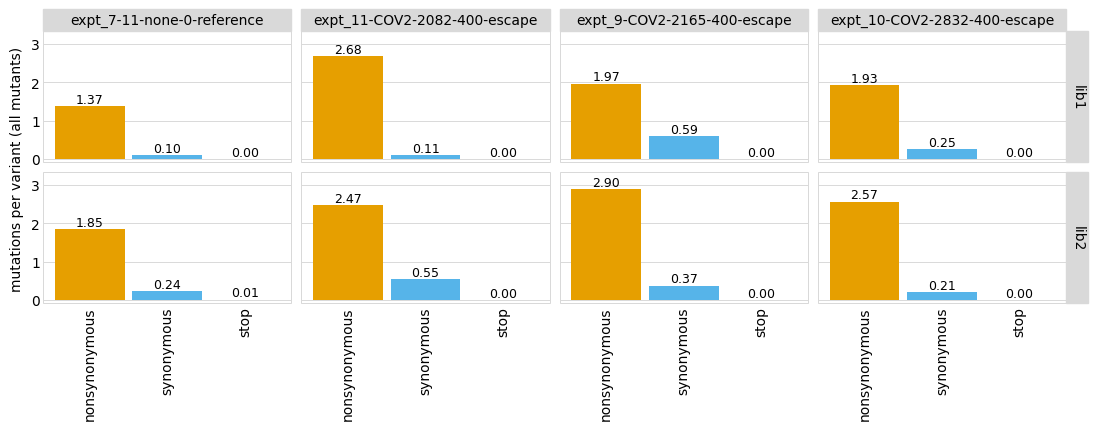 expt_7-11-none-0-reference
expt_11-COV2-2082-400-escape
expt_9-COV2-2165-400-escape
expt_10-COV2-2832-400-escape
mutations per variant (all mutants)
3
2
1
0
1.37
0.10
0.00
2.68
0.11
0.00
1.97
0.59
0.00
1.93
0.25
0.00
lib1
3
2
1
0
1.85
0.24
0.01
2.47
0.55
0.00
2.90
0.37
0.00
2.57
0.21
0.00
lib2
nonsynonymous
synonymous
stop
nonsynonymous
synonymous
stop
nonsynonymous
synonymous
stop
nonsynonymous
synonymous
stop